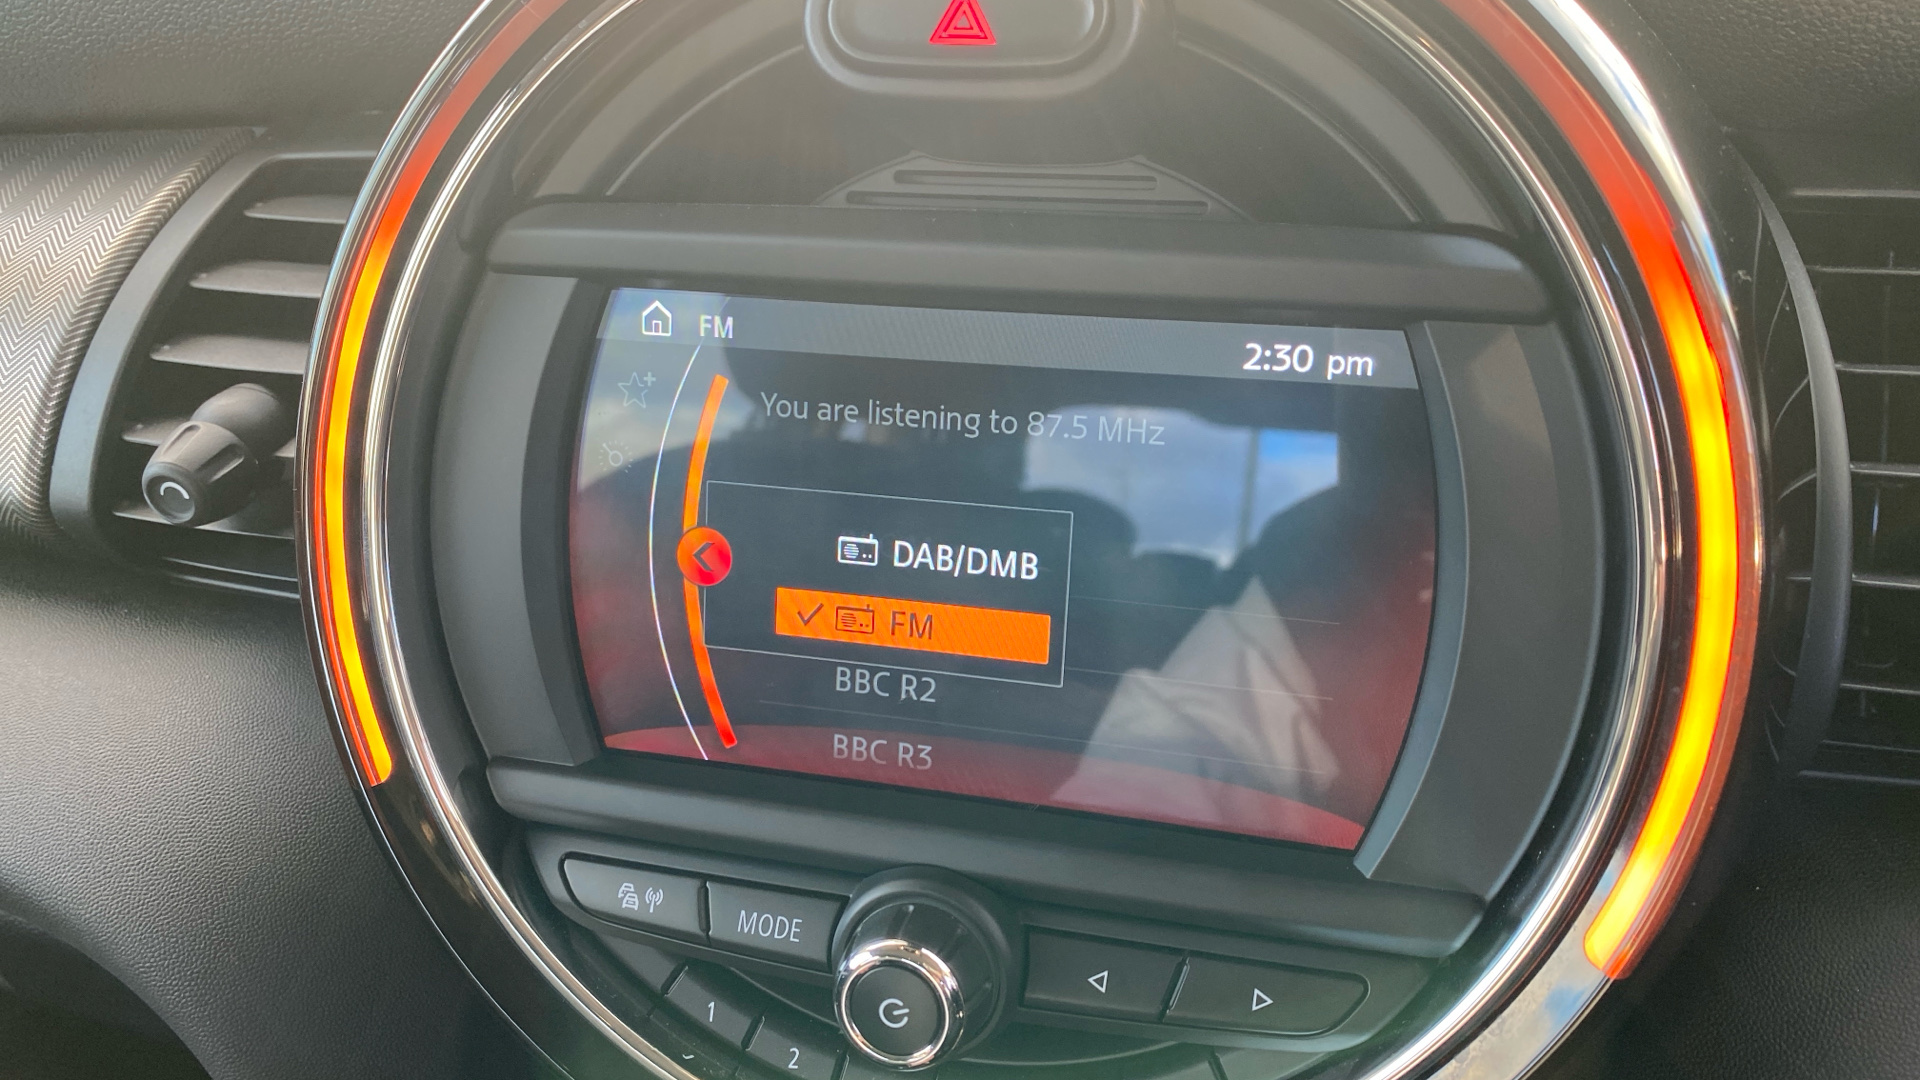 FM
2:30 pm
You are listening to 87.5 MHz
DAB/DMB
FM
BBC R2
BBC R3
MODE
1
2